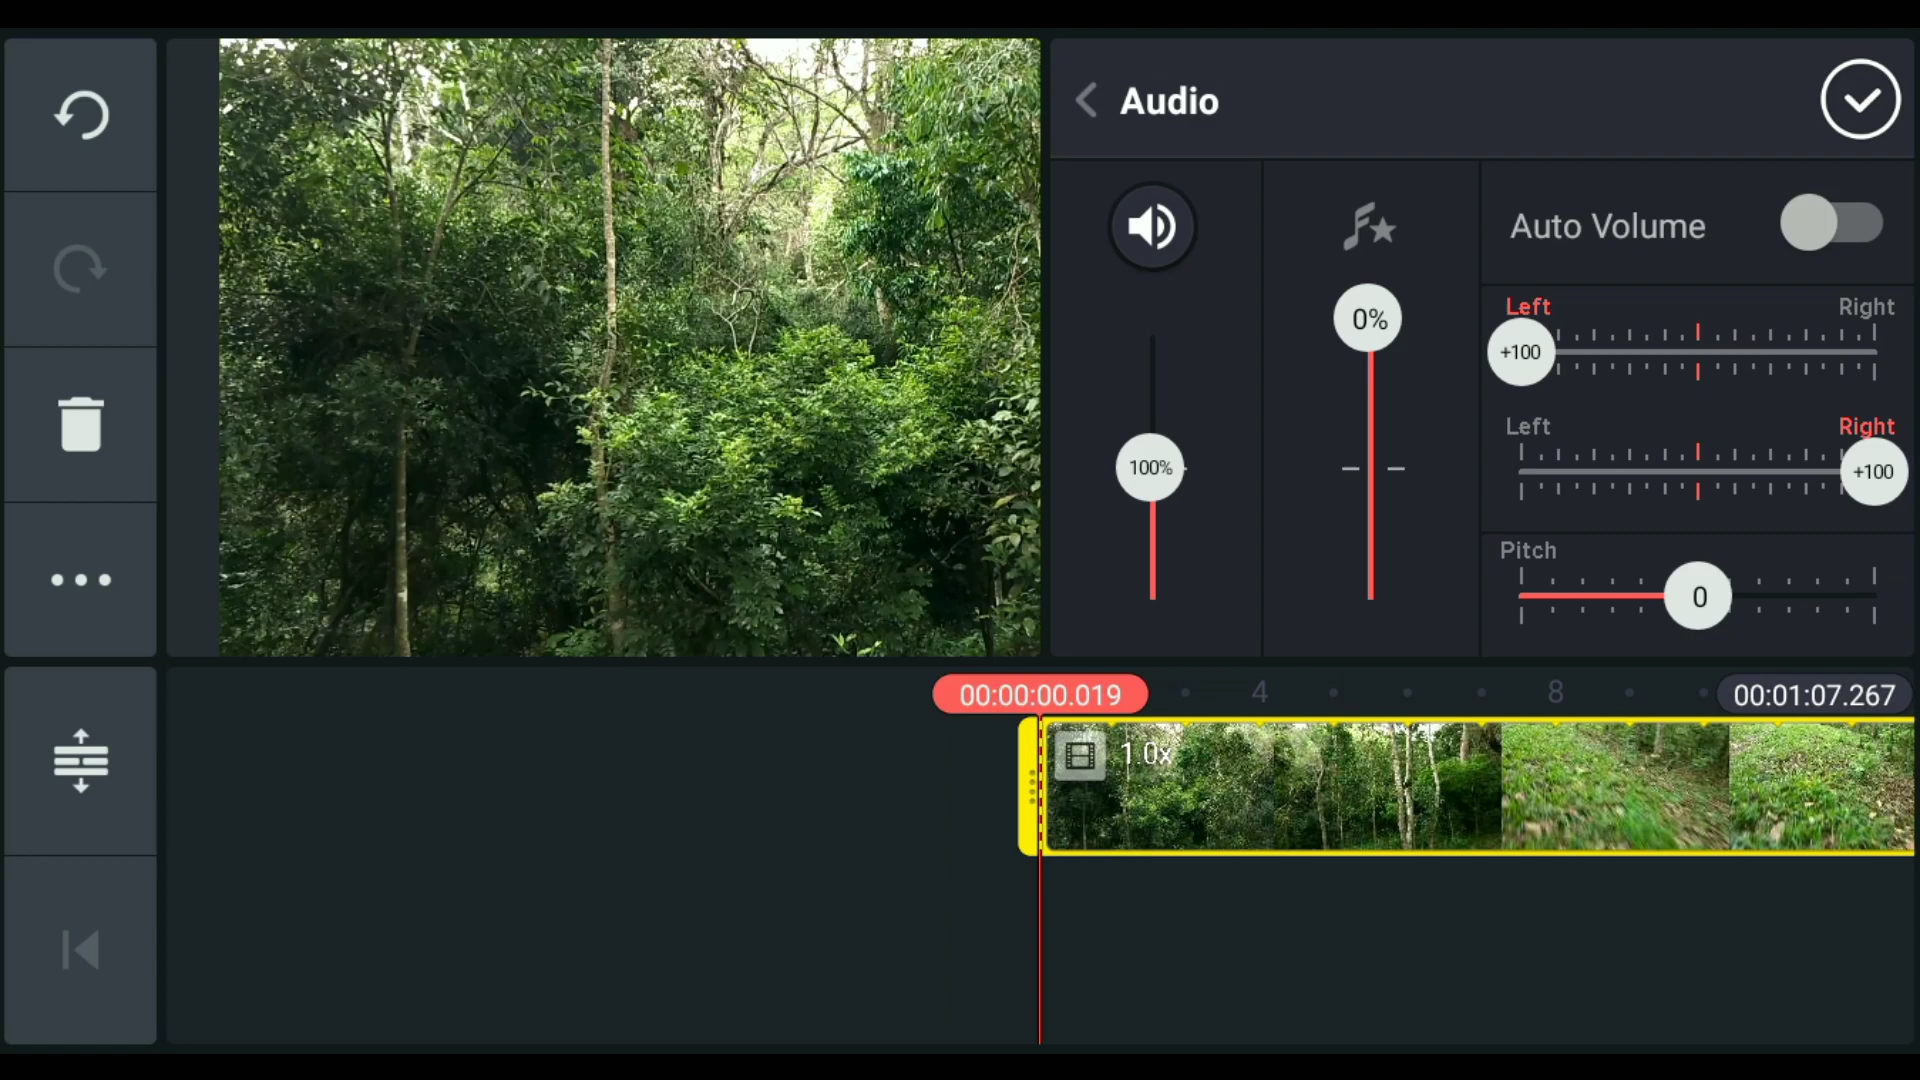 Audio
Auto Volume
0%
Left
Right
+100
Left
Right
100%
+100
Pitch
0
00:00:00.019
4
8
00:01:07.267
1.0x